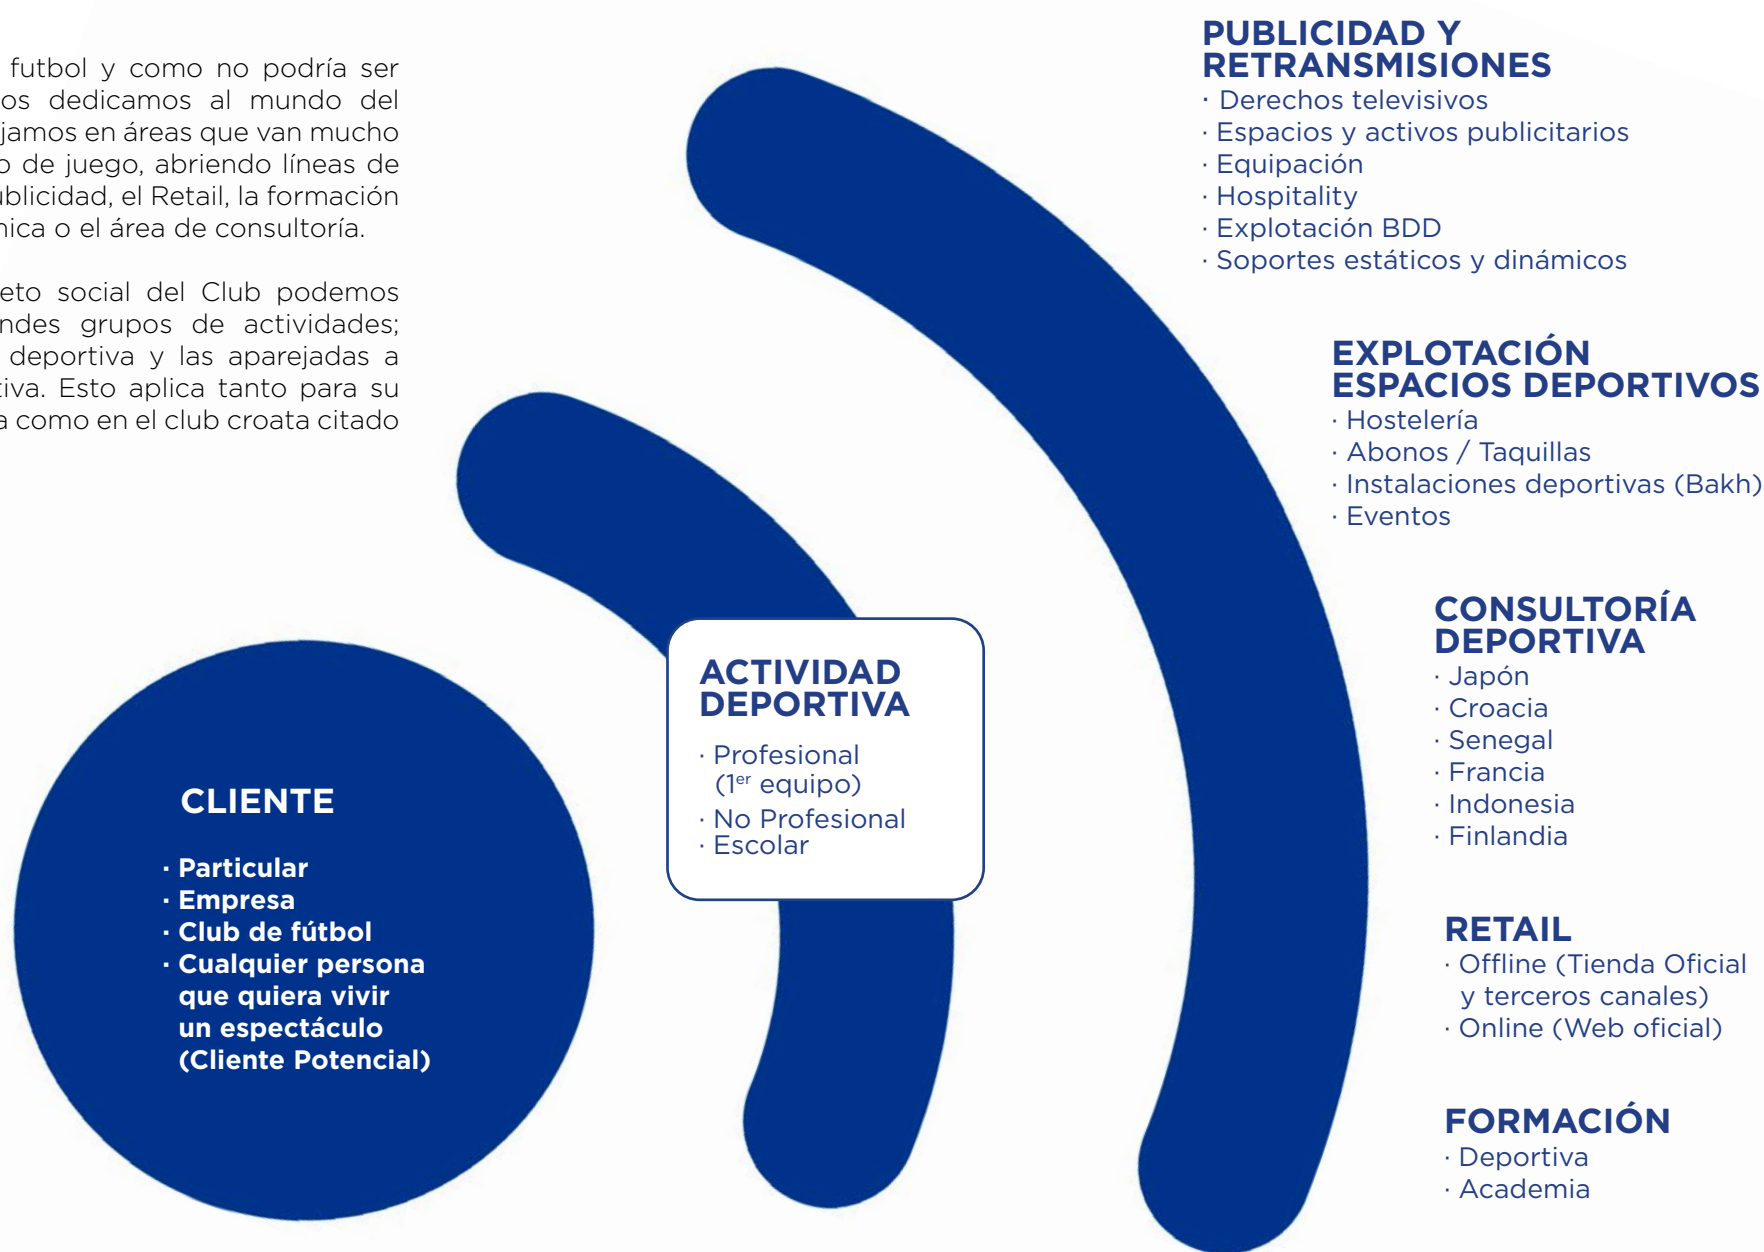 futbol y como no podría ser
os dedicamos al mundo del
jamos en áreas que van mucho
o de juego, abriendo líneas de
ublicidad, el Retail, la formación
nica o el área de consultoría.
eto social del Club podemos
ndes grupos de actividades;
deportiva y las aparejadas a
tiva. Esto aplica tanto para su
a como en el club croata citado
CLIENTE
· Particular
· Empresa
· Club de fútbol
· Cualquier persona
que quiera vivir
un espectáculo
(Cliente Potencial)
ACTIVIDAD
DEPORTIVA
· Profesional
(1er equipo)
· No Profesional
· Escolar
PUBLICIDAD Y
RETRANSMISIONES
· Derechos televisivos
· Espacios y activos publicitarios
· Equipación
· Hospitality
· Explotación BDD
· Soportes estáticos y dinámicos
EXPLOTACIÓN
ESPACIOS DEPORTIVOS
· Hostelería
· Abonos / Taquillas
· Instalaciones deportivas (Bakh)
· Eventos
CONSULTORÍA
DEPORTIVA
· Japón
· Croacia
· Senegal
· Francia
· Indonesia
· Finlandia
RETAIL
· Offline (Tienda Oficial
y terceros canales)
· Online (Web oficial)
FORMACIÓN
· Deportiva
· Academia